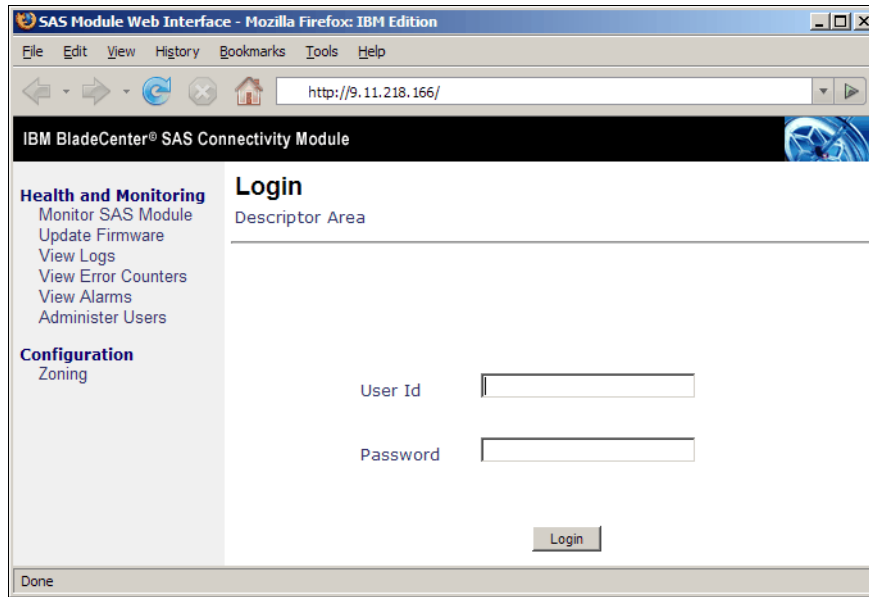 SAS Module Web Interface - Mozilla Firefox: IBM Edition
File Edit View History Bookmarks Tools Help
http://9.11.218.166/
IBM BladeCenter® SAS Connectivity Module
Health and Monitoring
Monitor SAS Module
Update Firmware
View Logs
View Error Counters
View Alarms
Administer Users
Configuration
Zoning
Login
Descriptor Area
User Id
Password
Login
Done